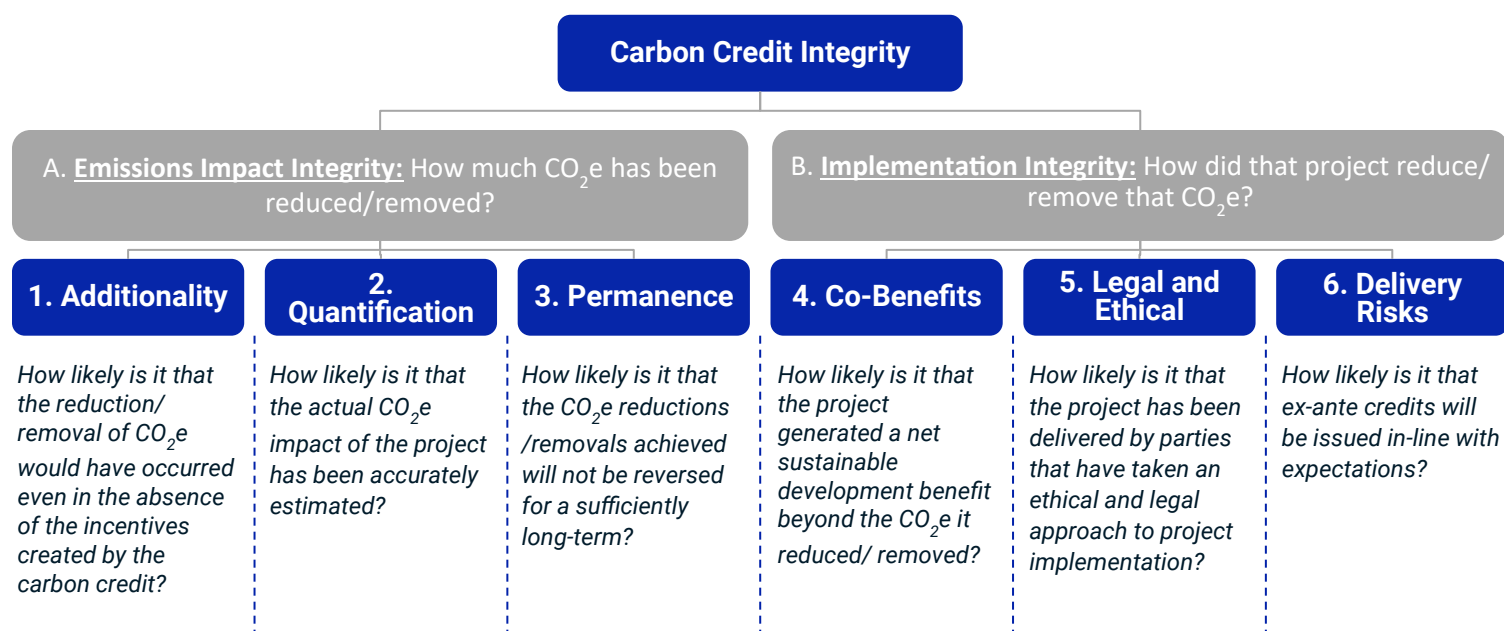 Carbon Credit Integrity
A. Emissions Impact Integrity: How much CO2e has been
reduced/removed?
B. Implementation Integrity: How did that project reduce/
remove that CO2e?
1. Additionality
2.
Quantification
3. Permanence
4. Co-Benefits
5. Legal and
Ethical
6. Delivery
Risks
How likely is it that
the reduction/
removal of CO2e
would have occurred
even in the absence
of the incentives
created by the
carbon credit?
How likely is it that
the actual CO2e
impact of the project
has been accurately
estimated?
How likely is it that
the CO2e reductions
/removals achieved
will not be reversed
for a sufficiently
long-term?
How likely is it that
the project
generated a net
sustainable
development benefit
beyond the CO2e it
reduced/ removed?
How likely is it that
the project has been
delivered by parties
that have taken an
ethical and legal
approach to project
implementation?
How likely is it that
ex-ante credits will
be issued in-line with
expectations?